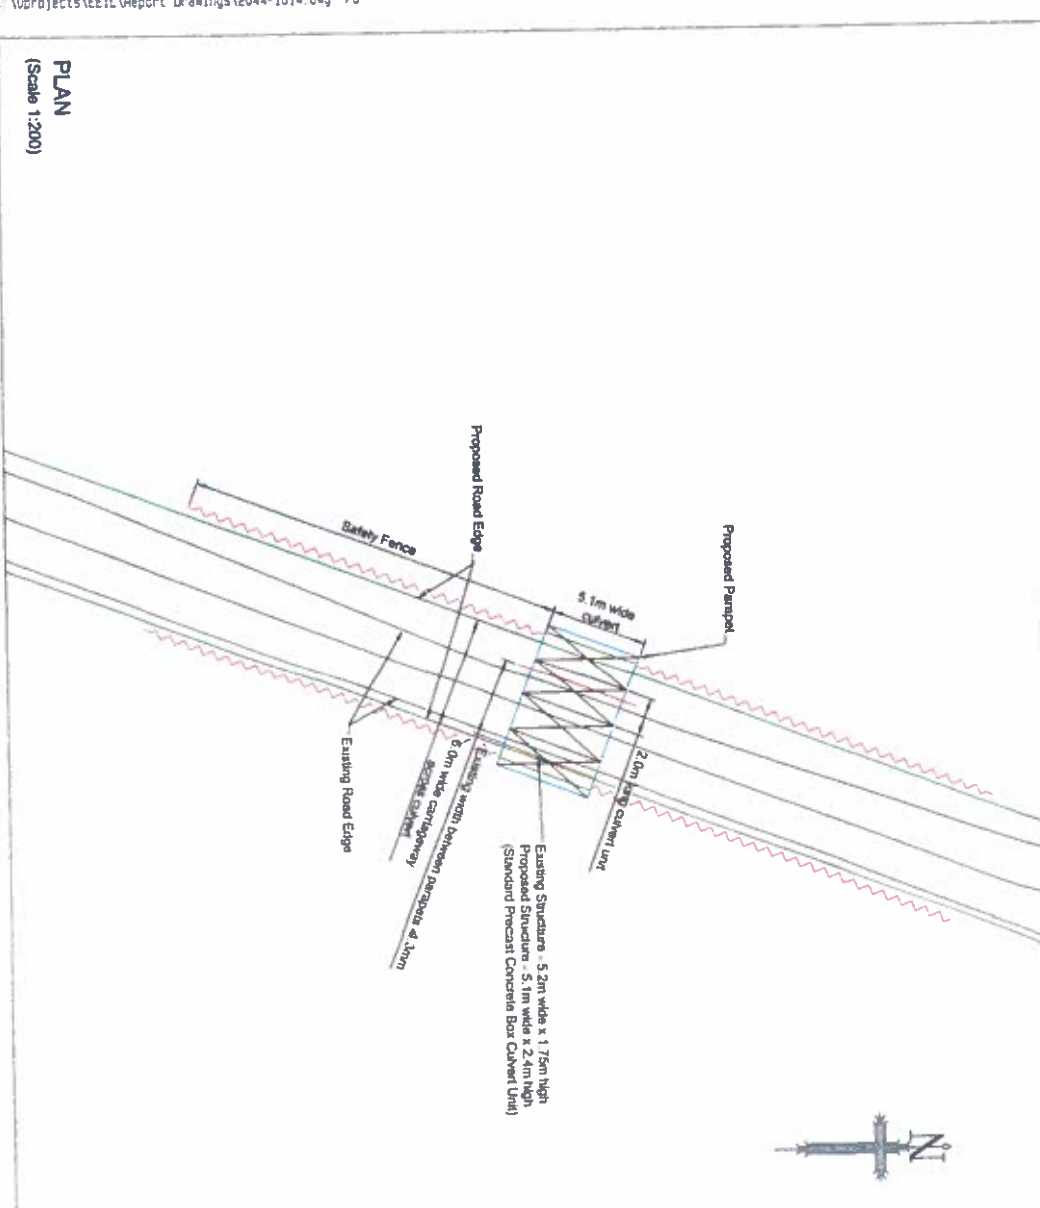 PLAN
(Scale 1:200)
Proposed Road Edge
Safety Fence
5.1m wide
culvert
Proposed Parapet
2.0m long culvert unit
Existing width between parapets
6.0m wide carriageway
across culvert
Existing Road Edge
Existing Structure - 5.2m wide x 1.75m high
Proposed Structure - 5.1m wide x 2.4m high
(Standard Precast Concrete Box Culvert Unit)
N